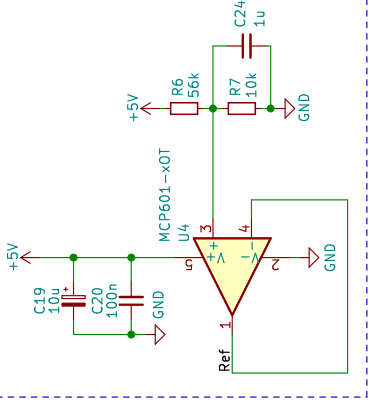 C24
1u
+5V
R6
56k
R7
10k
GND
MCP601-xOT
U4
3
4
+
-
+5V
5
V+
V-
2
GND
C19
10u
+
C20
100n
GND
1
Ref